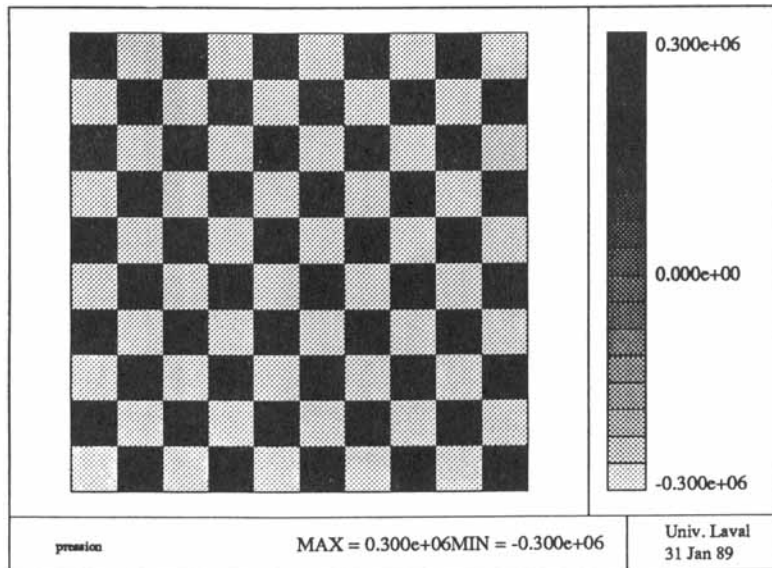 0.300e+06
0.000e+00
-0.300e+06
pression
MAX = 0.300e+06MIN = -0.300e+06
Univ. Laval
31 Jan 89